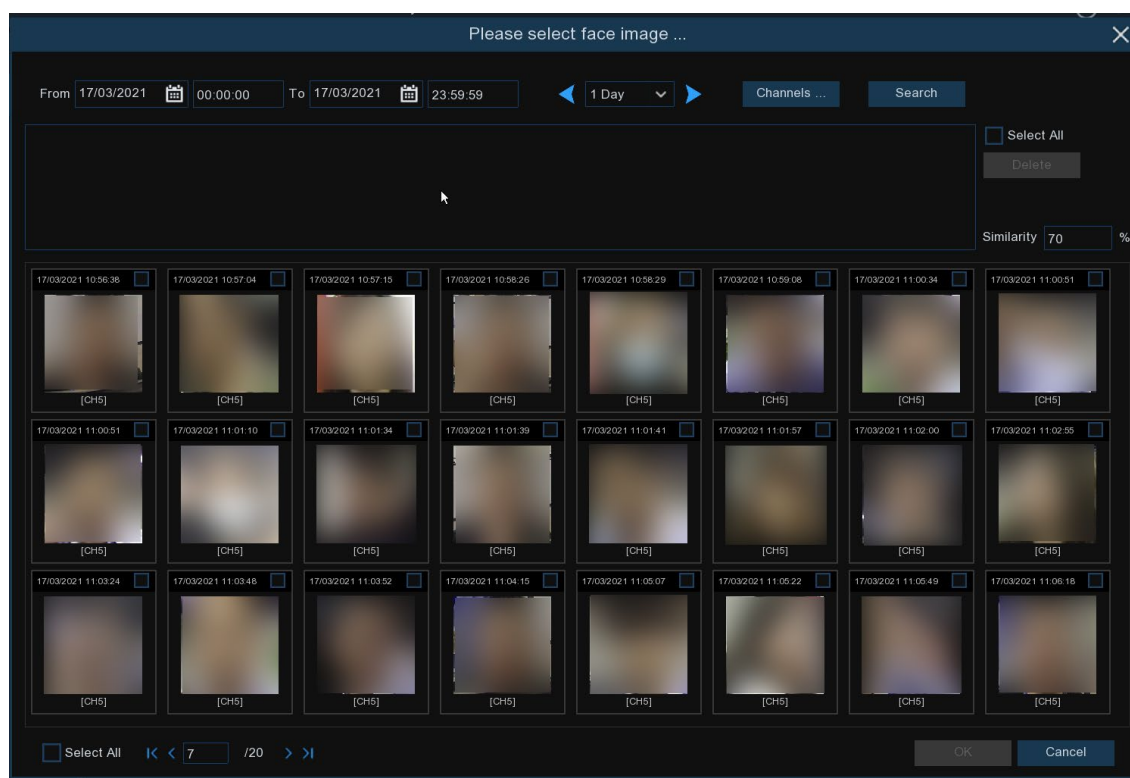 Please select face image ...
From 17/03/2021 00:00:00 To 17/03/2021 23:59:59 1 Day Channels ... Search
Select All
Delete
Similarity 70 %
17/03/2021 10:56:38 17/03/2021 10:57:04 17/03/2021 10:57:15 17/03/2021 10:58:26 17/03/2021 10:58:29 17/03/2021 10:59:08 17/03/2021 11:00:34 17/03/2021 11:00:51
[CH5] [CH5] [CH5] [CH5] [CH5] [CH5] [CH5] [CH5]
17/03/2021 11:00:51 17/03/2021 11:01:10 17/03/2021 11:01:34 17/03/2021 11:01:39 17/03/2021 11:01:41 17/03/2021 11:01:57 17/03/2021 11:02:00 17/03/2021 11:02:55
[CH5] [CH5] [CH5] [CH5] [CH5] [CH5] [CH5] [CH5]
17/03/2021 11:03:24 17/03/2021 11:03:48 17/03/2021 11:03:52 17/03/2021 11:04:15 17/03/2021 11:05:07 17/03/2021 11:05:22 17/03/2021 11:05:49 17/03/2021 11:06:18
[CH5] [CH5] [CH5] [CH5] [CH5] [CH5] [CH5] [CH5]
Select All 7 /20 OK Cancel